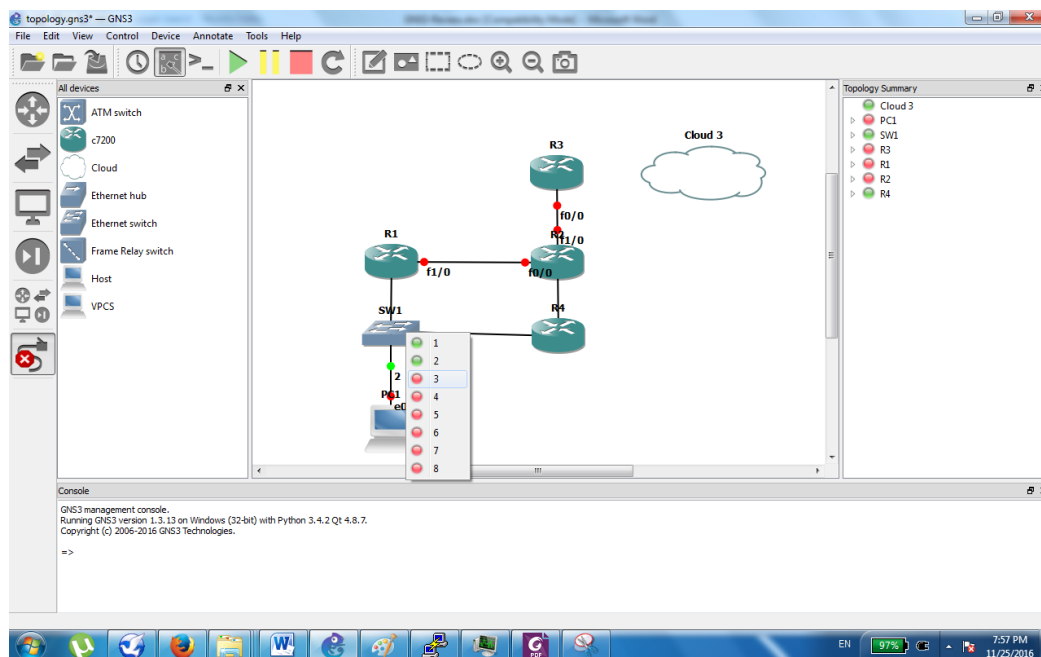 topology.gns3* — GNS3
File Edit View Control Device Annotate Tools Help
All devices
ATM switch
c7200
Cloud
Ethernet hub
Ethernet switch
Frame Relay switch
Host
VPCS
Cloud 3
R3
f0/0
R2
f1/0
R1
f1/0
f0/0
SW1
R4
1
2
3
4
5
6
7
8
2
PC1
Topology Summary
Cloud 3
PC1
SW1
R3
R1
R2
R4
Console
GNS3 management console.
Running GNS3 version 1.3.13 on Windows (32-bit) with Python 3.4.2 Qt 4.8.7.
Copyright (c) 2006-2016 GNS3 Technologies.
=>
EN
97%
7:57 PM
11/25/2016